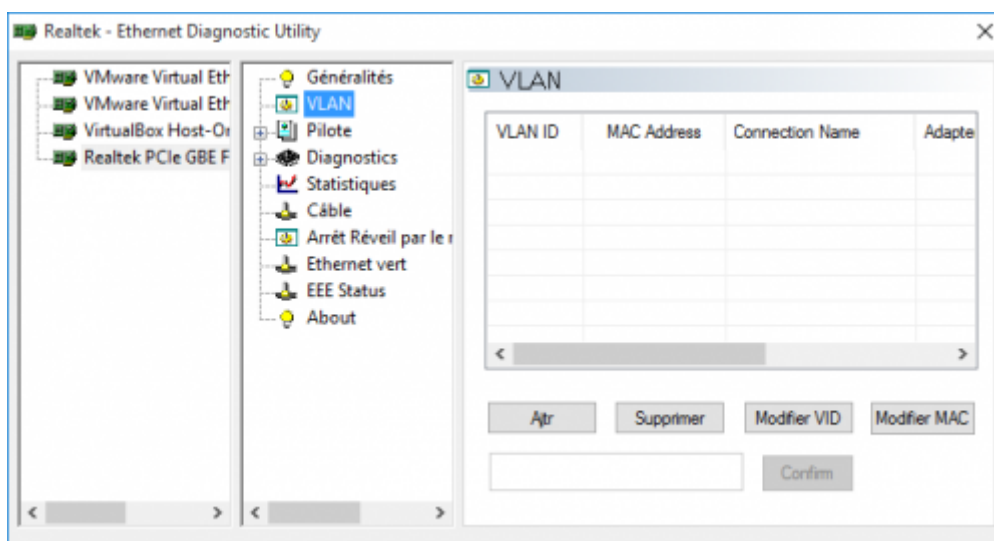 Realtek - Ethernet Diagnostic Utility
VMware Virtual Eth
VMware Virtual Eth
VirtualBox Host-On
Realtek PCIe GBE F
Généralités
VLAN
Pilote
Diagnostics
Statistiques
Câble
Arrêt Réveil par le r
Ethernet vert
EEE Status
About
VLAN
VLAN ID MAC Address Connection Name Adapte
Ajtr Supprimer Modifier VID Modifier MAC
Confirm